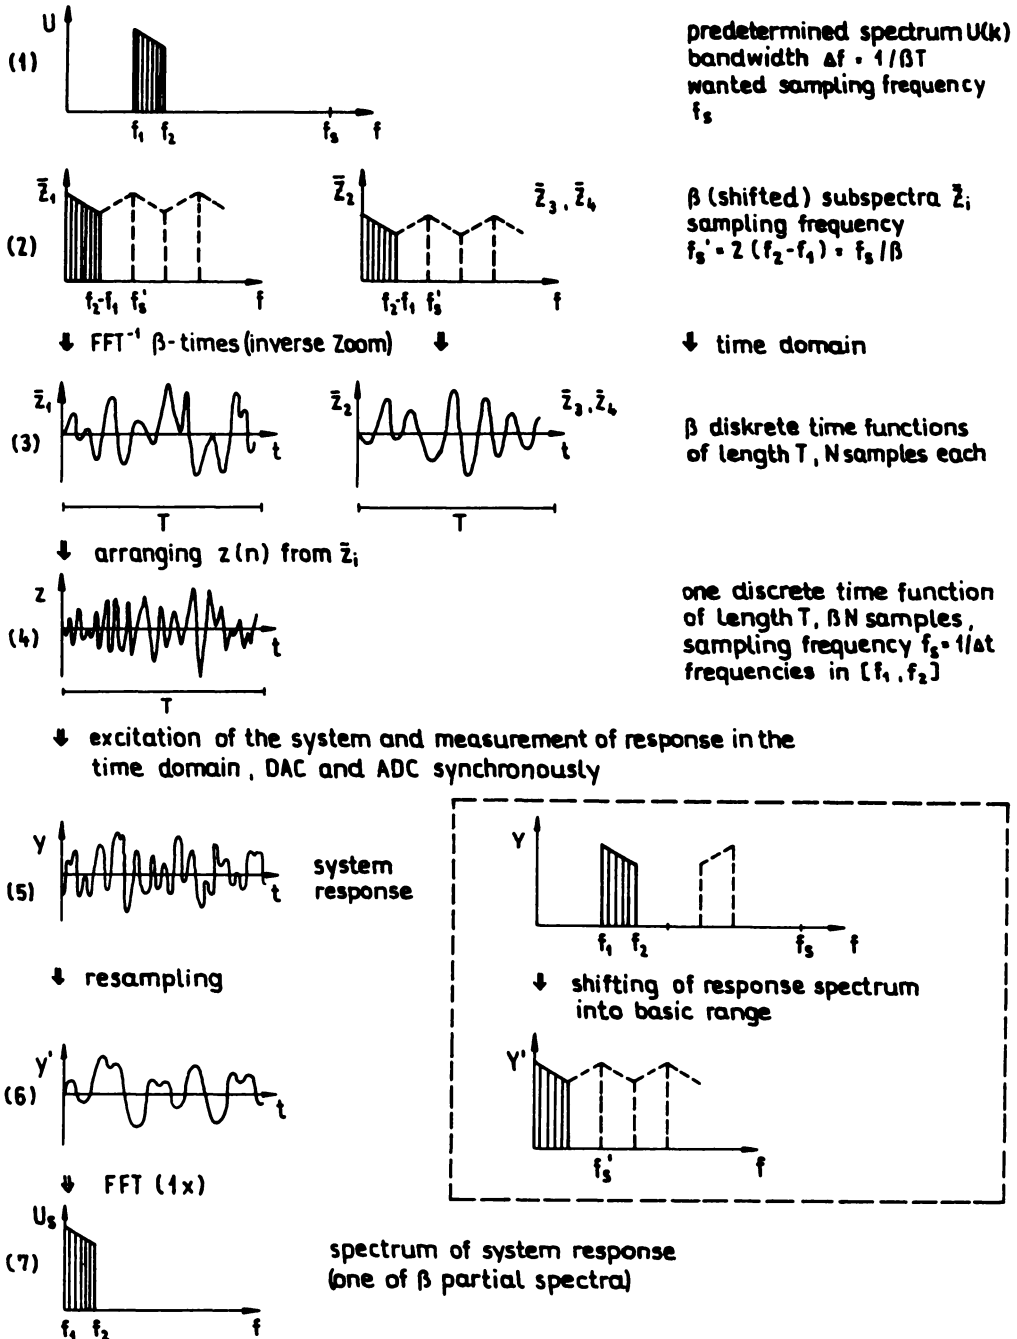 U
(1)
f₁ f₂ fₛ f
predetermined spectrum U(k)
bandwidth Δf = 1/βT
wanted sampling frequency
fₛ
z̄₁ z̄₂ z̄₃, z̄₄
(2)
f₂-f₁ fₛ' f f₂-f₁ fₛ' f
β (shifted) subspectra z̄ᵢ
sampling frequency
fₛ' = 2 (f₂-f₁) = fₛ/β
⇓ FFT⁻¹ β-times (inverse Zoom) ⇓ ⇓ time domain
z̄₁ z̄₂ z̄₃, z̄₄
(3)
t t
T T
β diskrete time functions
of length T, N samples each
⇓ arranging z(n) from z̄ᵢ
z
(4)
t
T
one discrete time function
of length T, βN samples,
sampling frequency fₛ = 1/Δt
frequencies in [f₁, f₂]
⇓ excitation of the system and measurement of response in the
time domain, DAC and ADC synchronously
y
(5)
t
system
response
Y
f₁ f₂ fₛ f
⇓ resampling
⇓ shifting of response spectrum
into basic range
y'
(6)
t
Y'
fₛ' f
⇓ FFT (1x)
Uₛ
(7)
f₁ f₂ f
spectrum of system response
(one of β partial spectra)